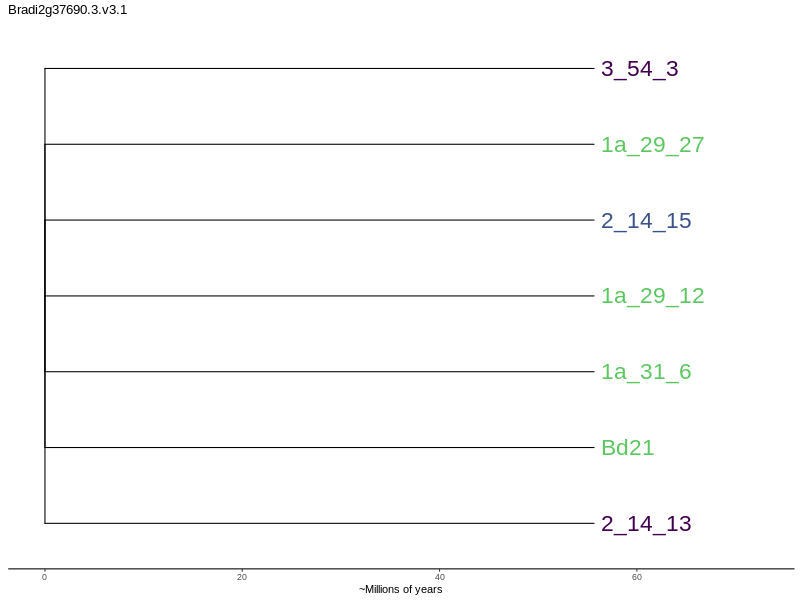 Bradi2g37690.3.v3.1
3_54_3
1a_29_27
2_14_15
1a_29_12
1a_31_6
Bd21
2_14_13
0 20 40 60
~Millions of years